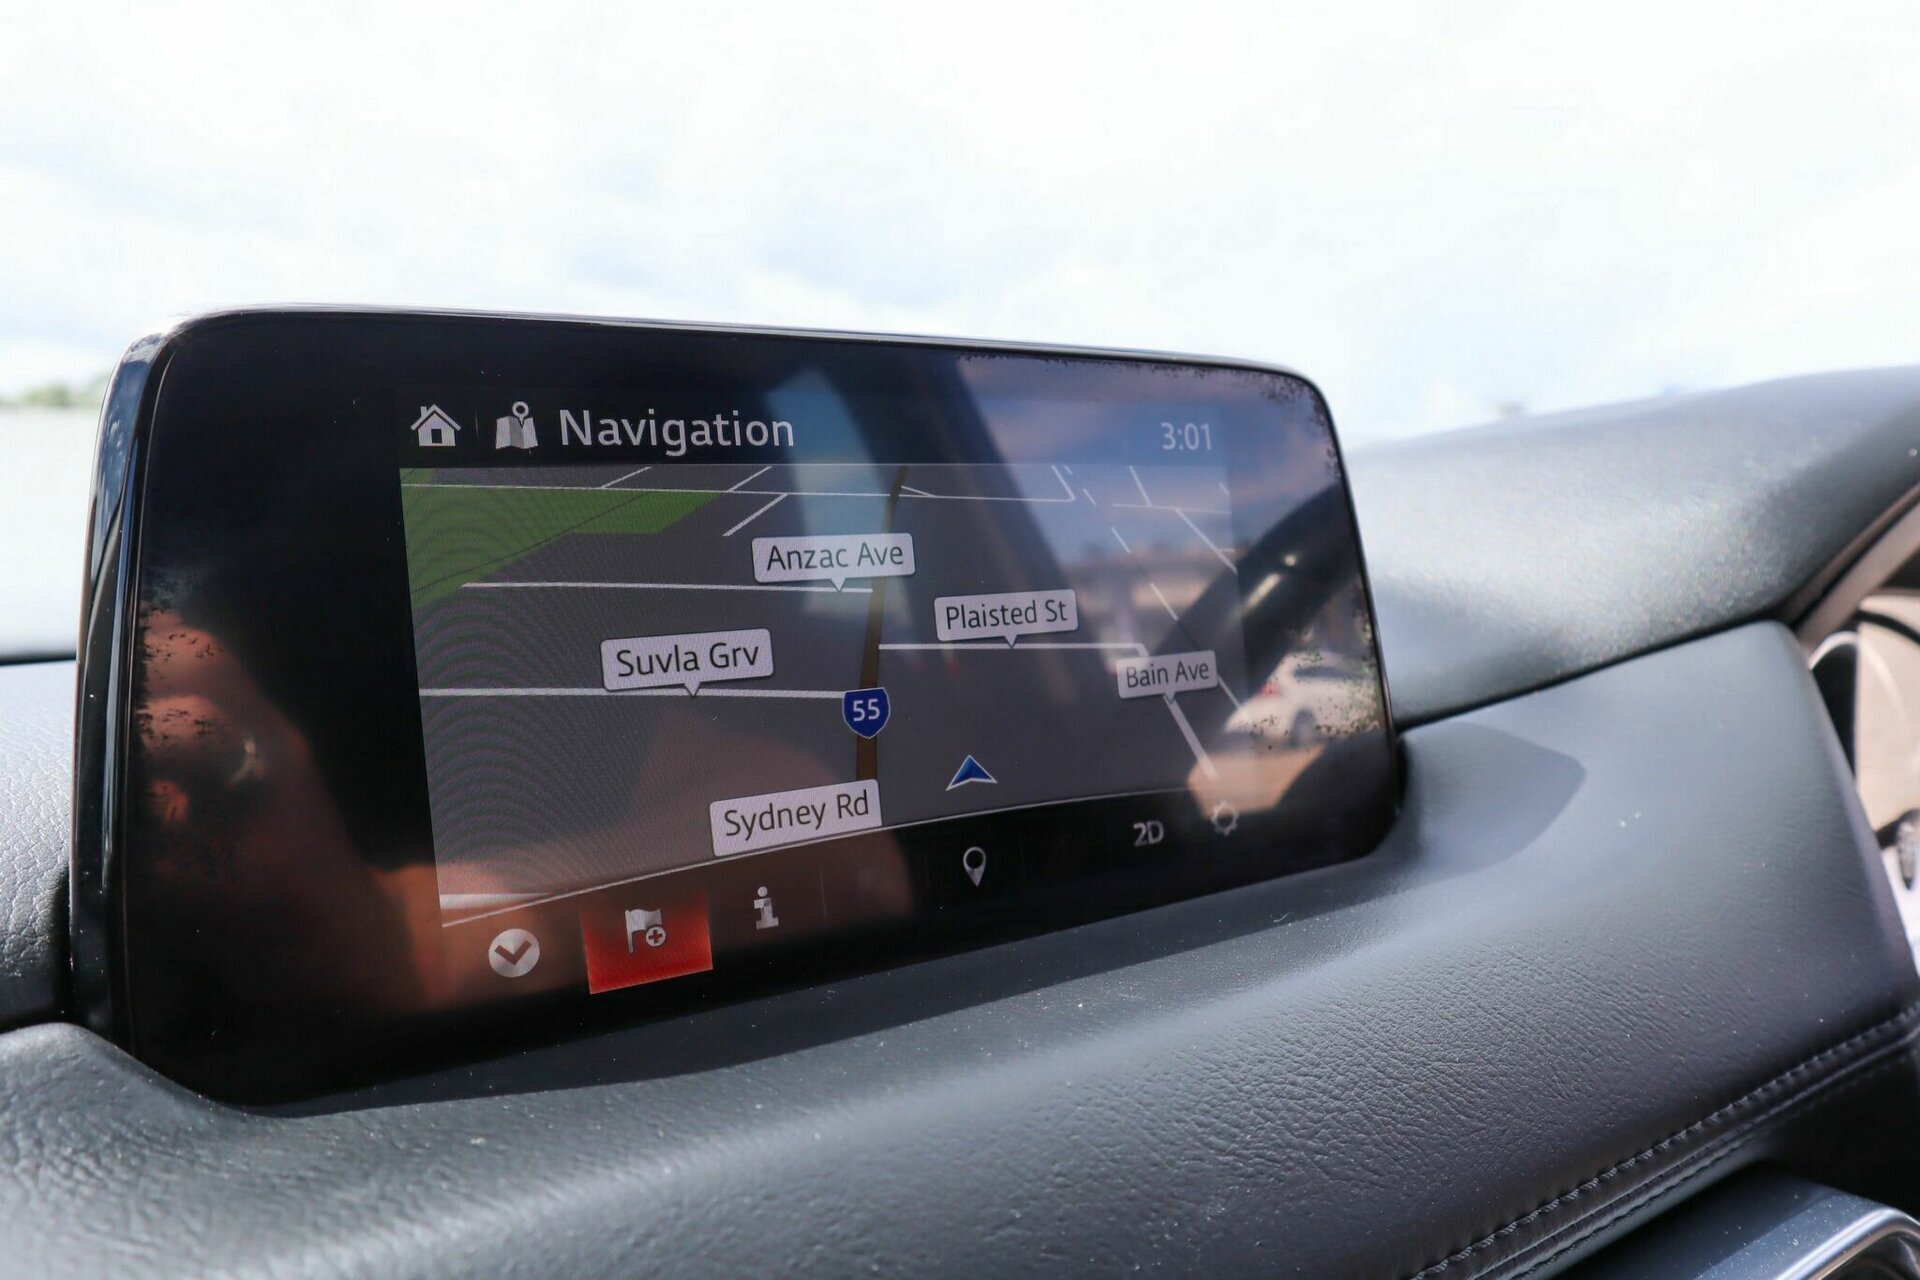 Navigation
3:01
Anzac Ave
Plaisted St
Suvla Grv
Bain Ave
55
Sydney Rd
2D